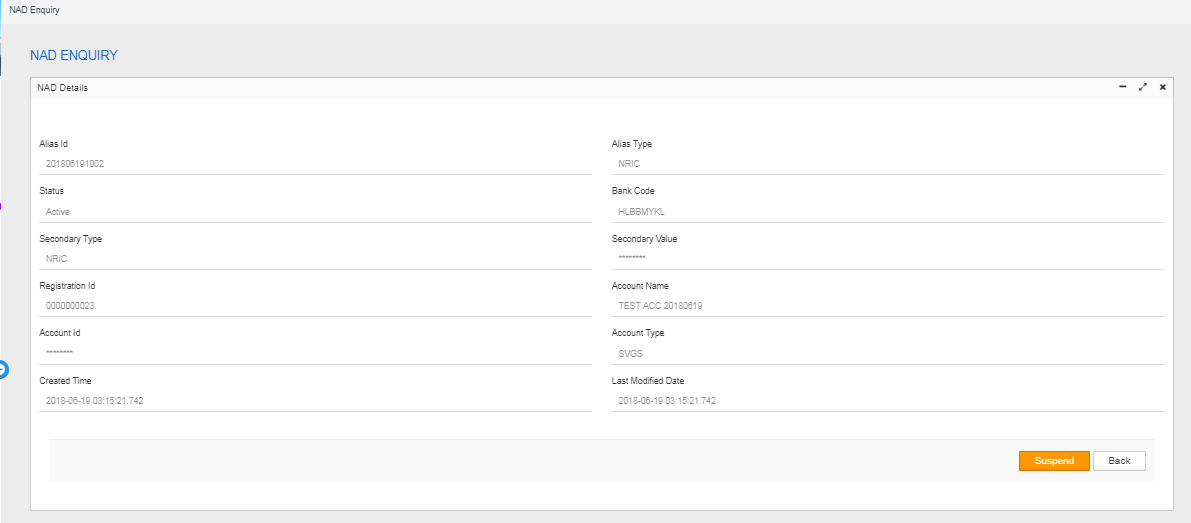 NAD Enquiry
NAD ENQUIRY
NAD Details
Alias Id
Alias Type
201806191002
NRIC
Status
Bank Code
Active
HLBBMYKL
Secondary Type
Secondary Value
NRIC
********
Registration Id
Account Name
0000000023
TEST ACC 20180619
Account Id
Account Type
********
SVGS
Created Time
Last Modified Date
2018-06-19 03:15:21.742
2018-06-19 03:15:21.742
Suspend
Back